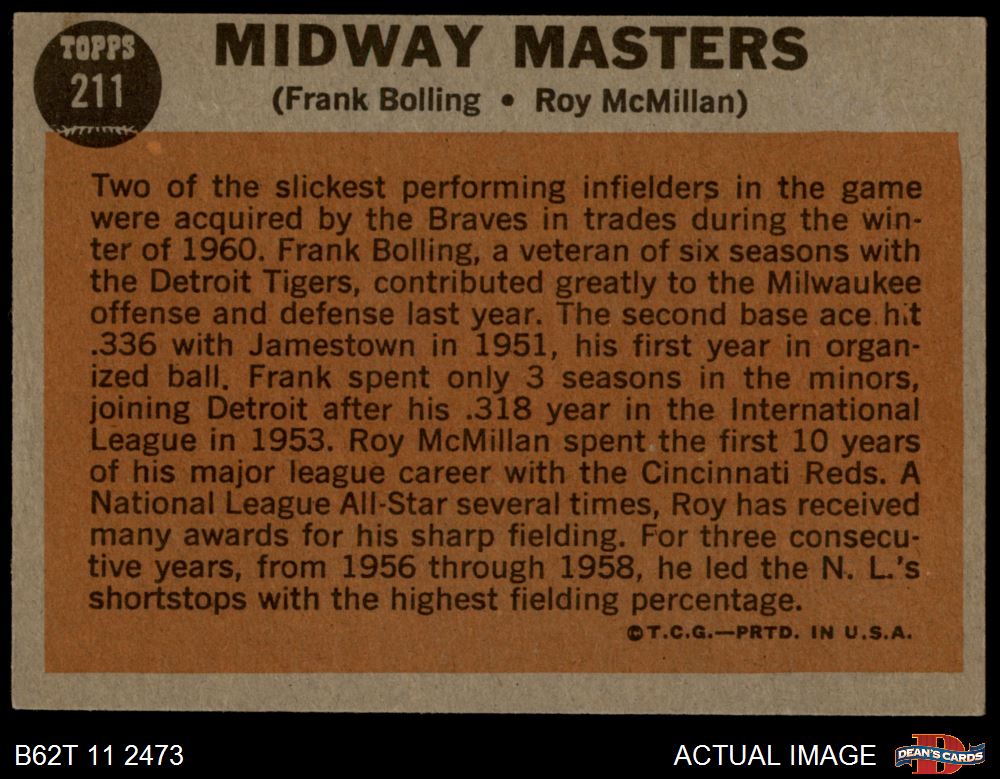 TOPPS
211
MIDWAY MASTERS
(Frank Bolling • Roy McMillan)
Two of the slickest performing infielders in the game
were acquired by the Braves in trades during the win-
ter of 1960. Frank Bolling, a veteran of six seasons with
the Detroit Tigers, contributed greatly to the Milwaukee
offense and defense last year. The second base ace hit
.336 with Jamestown in 1951, his first year in organ-
ized ball. Frank spent only 3 seasons in the minors,
joining Detroit after his .318 year in the International
League in 1953. Roy McMillan spent the first 10 years
of his major league career with the Cincinnati Reds. A
National League All-Star several times, Roy has received
many awards for his sharp fielding. For three consecu-
tive years, from 1956 through 1958, he led the N. L.'s
shortstops with the highest fielding percentage.
©T.C.G.—PRTD. IN U.S.A.
B62T 11 2473
ACTUAL IMAGE
DEAN'S CARDS